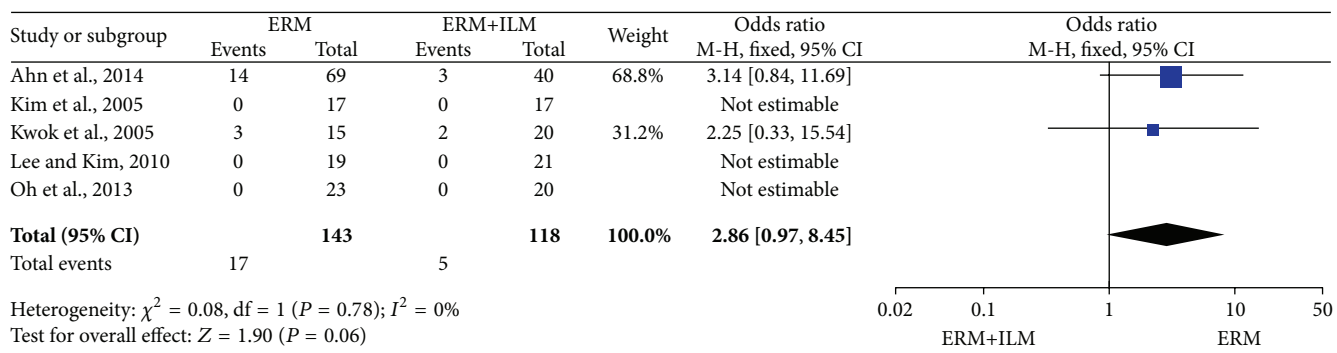 Study or subgroup ERM ERM+ILM Weight Odds ratio Odds ratio
Events Total Events Total M-H, fixed, 95% CI M-H, fixed, 95% CI
Ahn et al., 2014 14 69 3 40 68.8% 3.14 [0.84, 11.69]
Kim et al., 2005 0 17 0 17 Not estimable
Kwok et al., 2005 3 15 2 20 31.2% 2.25 [0.33, 15.54]
Lee and Kim, 2010 0 19 0 21 Not estimable
Oh et al., 2013 0 23 0 20 Not estimable
Total (95% CI) 143 118 100.0% 2.86 [0.97, 8.45]
Total events 17 5
Heterogeneity: χ² = 0.08, df = 1 (P = 0.78); I² = 0%
Test for overall effect: Z = 1.90 (P = 0.06)
0.02 0.1 1 10 50
ERM+ILM ERM